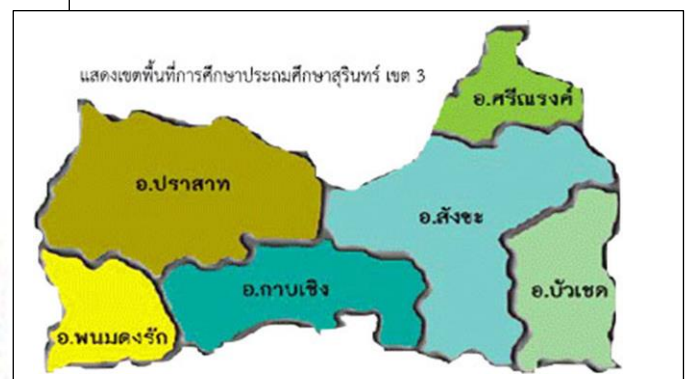 แสดงเขตพื้นที่การศึกษาประถมศึกษาสุรินทร์ เขต 3
อ.ศรีณรงค์
อ.ปราสาท
อ.สังขะ
อ.กาบเชิง
อ.บัวเชด
อ.พนมดงรัก